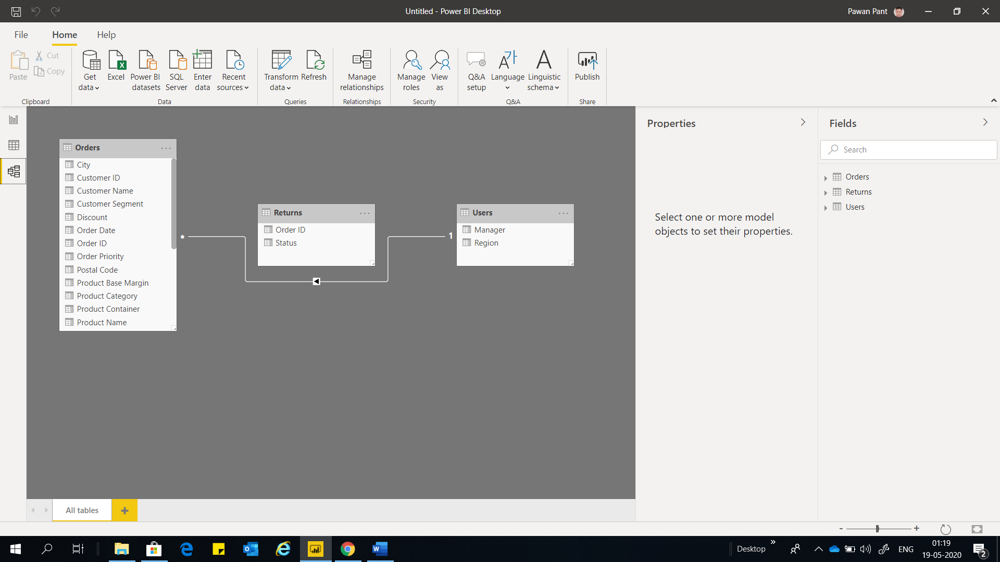 Untitled - Power BI Desktop
Pawan Pant
File Home Help
Paste
Cut
Copy
Clipboard
Get data
Excel
Power BI datasets
SQL Server
Enter data
Recent sources
Data
Transform data
Refresh
Queries
Manage relationships
Relationships
Manage roles
View as
Security
Q&A setup
Language
Linguistic schema
Q&A
Publish
Share
Orders
City
Customer ID
Customer Name
Customer Segment
Discount
Order Date
Order ID
Order Priority
Postal Code
Product Base Margin
Product Category
Product Container
Product Name
*
Returns
Order ID
Status
1
Users
Manager
Region
Properties
Select one or more model
objects to set their properties.
Fields
Search
Orders
Returns
Users
All tables
Desktop
ENG
01:19
19-05-2020
2